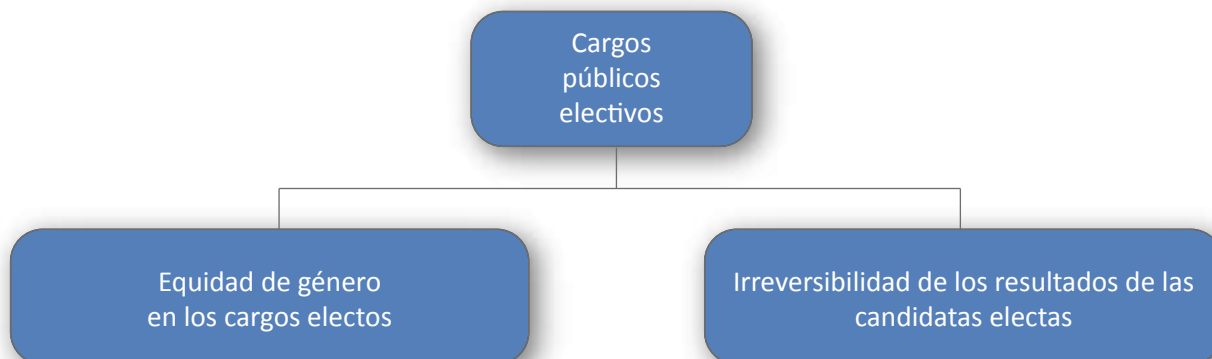 Cargos
públicos
electivos
Equidad de género
en los cargos electos
Irreversibilidad de los resultados de las
candidatas electas